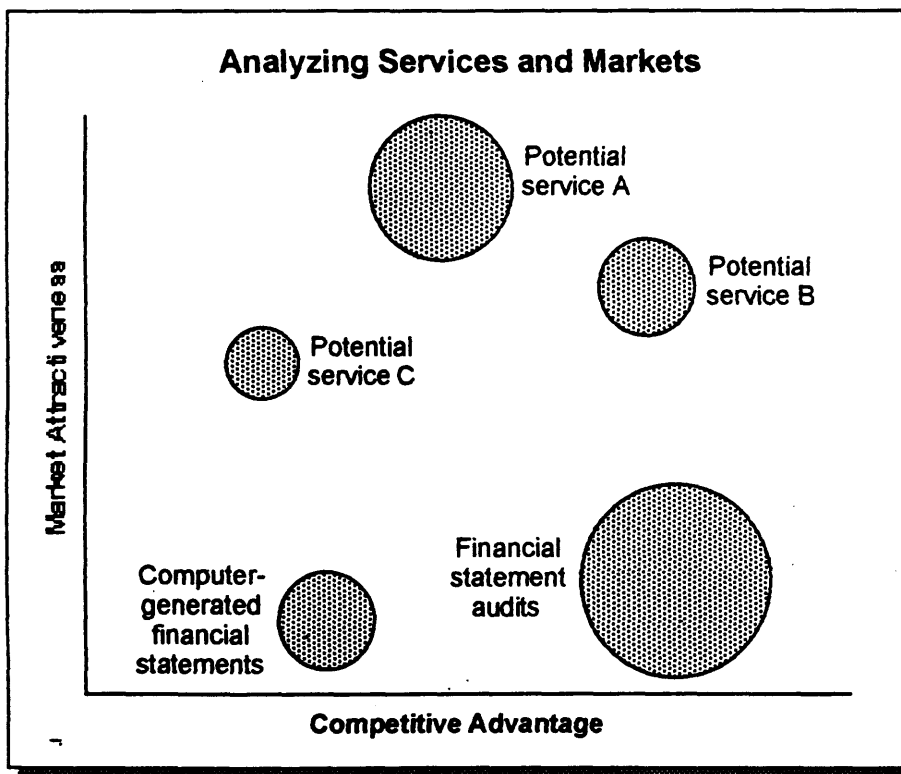 Analyzing Services and Markets
Potential
service A
Potential
service B
Potential
service C
Market Attractiveness
Financial
statement
audits
Computer-
generated
financial
statements
Competitive Advantage